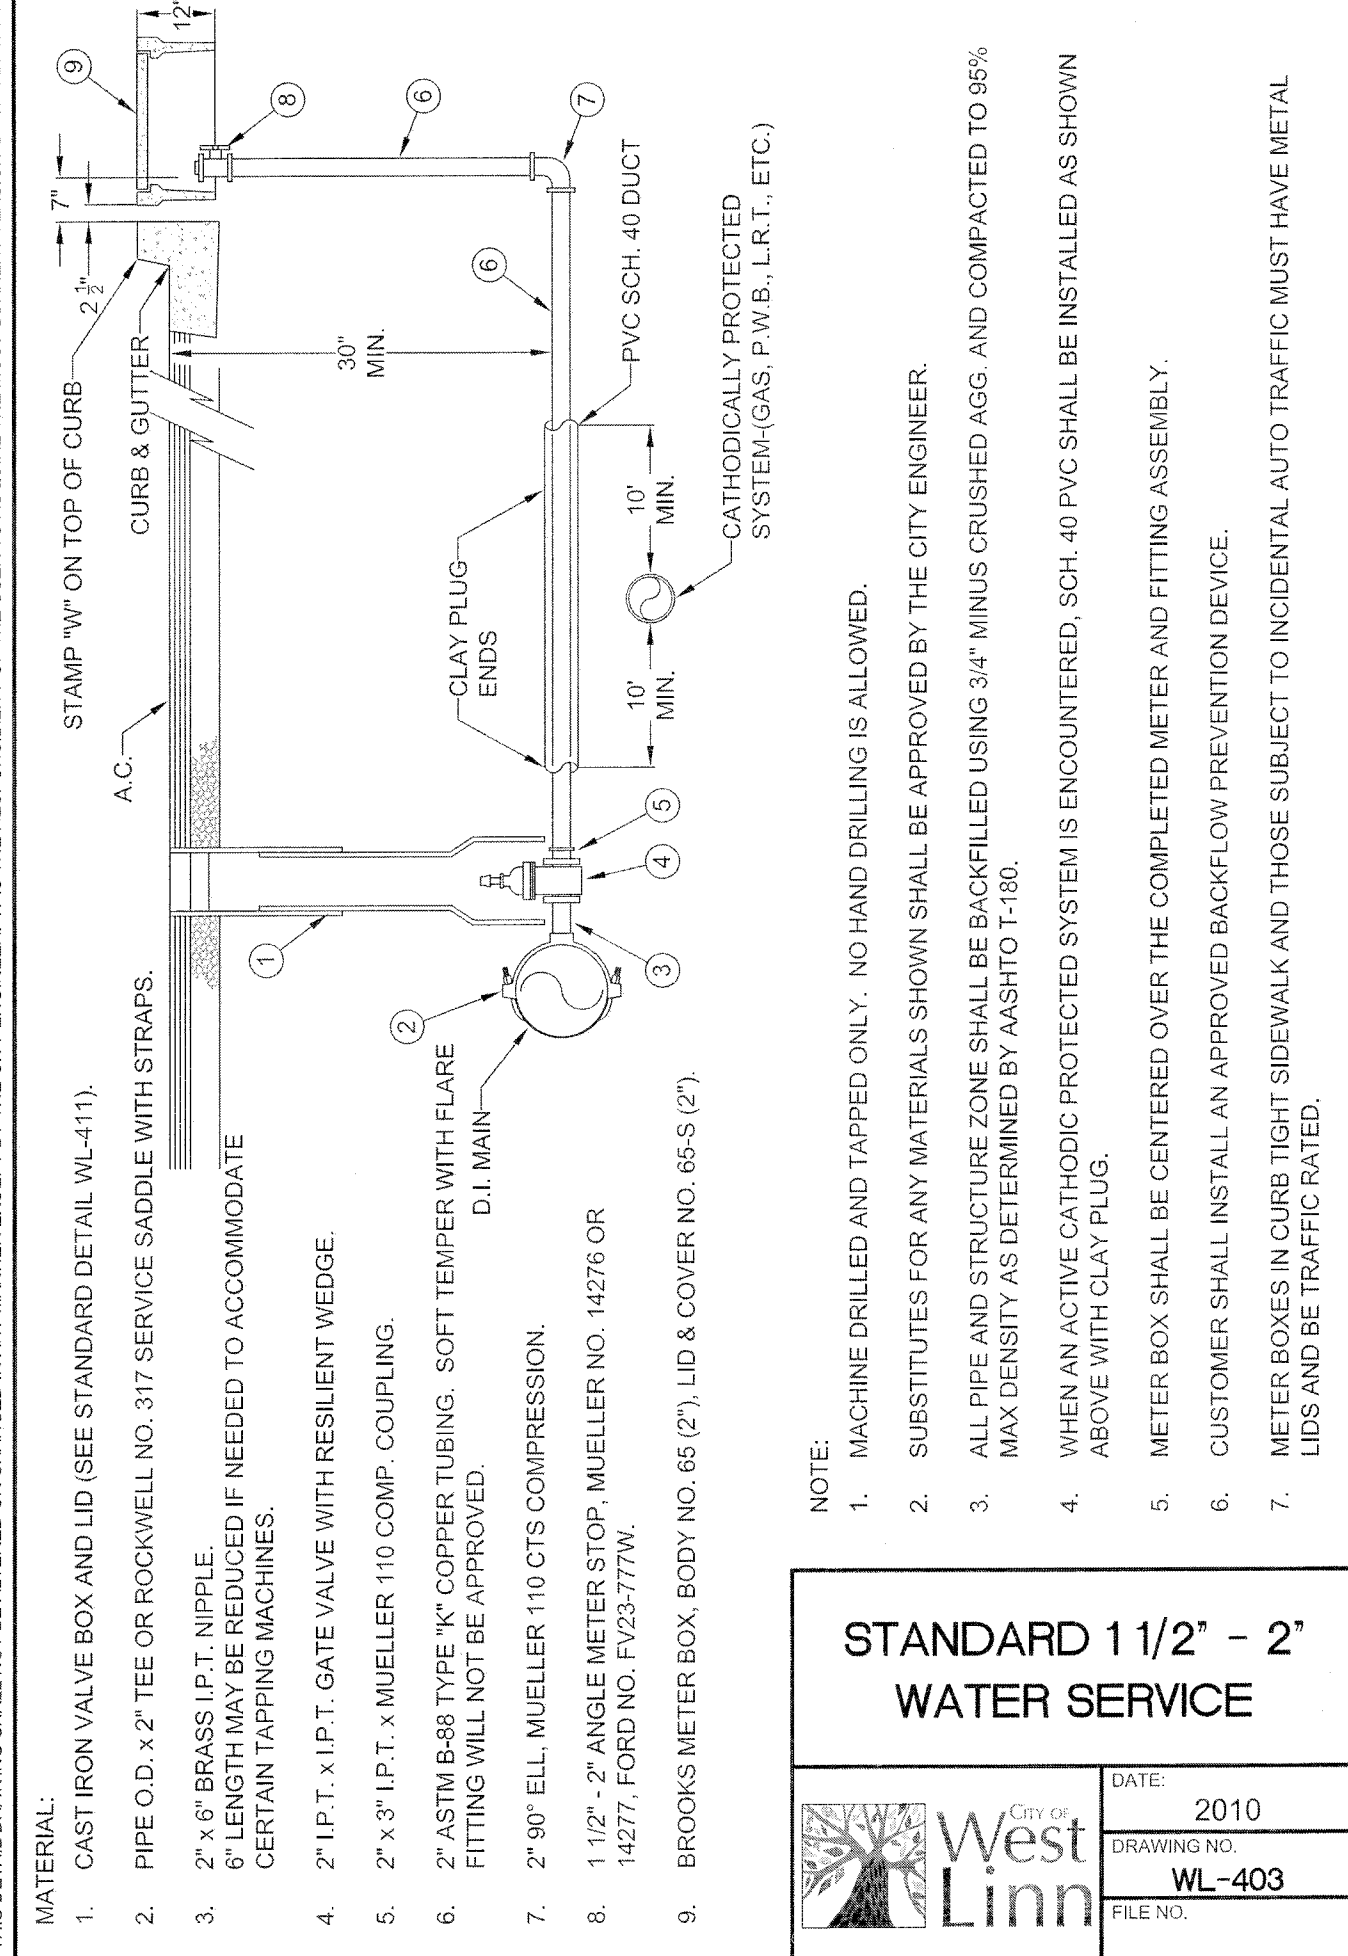 MATERIAL:
1. CAST IRON VALVE BOX AND LID (SEE STANDARD DETAIL WL-411).
2. PIPE O.D. x 2" TEE OR ROCKWELL NO. 317 SERVICE SADDLE WITH STRAPS.
3. 2" x 6" BRASS I.P.T. NIPPLE.
6" LENGTH MAY BE REDUCED IF NEEDED TO ACCOMMODATE
CERTAIN TAPPING MACHINES.
4. 2" I.P.T. x I.P.T. GATE VALVE WITH RESILIENT WEDGE.
5. 2" x 3" I.P.T. x MUELLER 110 COMP. COUPLING.
6. 2" ASTM B-88 TYPE "K" COPPER TUBING. SOFT TEMPER WITH FLARE
FITTING WILL NOT BE APPROVED.
7. 2" 90° ELL, MUELLER 110 CTS COMPRESSION.
8. 1 1/2" - 2" ANGLE METER STOP, MUELLER NO. 14276 OR
14277, FORD NO. FV23-777W.
9. BROOKS METER BOX, BODY NO. 65 (2"), LID & COVER NO. 65-S (2").
STAMP "W" ON TOP OF CURB
A.C.
CURB & GUTTER
2 1/2"
7"
12"
9
8
6
7
6
30"
MIN.
1
2
D.I. MAIN
3
4
5
CLAY PLUG
ENDS
10'
MIN.
10'
MIN.
PVC SCH. 40 DUCT
CATHODICALLY PROTECTED
SYSTEM-(GAS, P.W.B., L.R.T., ETC.)
NOTE:
1. MACHINE DRILLED AND TAPPED ONLY. NO HAND DRILLING IS ALLOWED.
2. SUBSTITUTES FOR ANY MATERIALS SHOWN SHALL BE APPROVED BY THE CITY ENGINEER.
3. ALL PIPE AND STRUCTURE ZONE SHALL BE BACKFILLED USING 3/4" MINUS CRUSHED AGG. AND COMPACTED TO 95%
MAX DENSITY AS DETERMINED BY AASHTO T-180.
4. WHEN AN ACTIVE CATHODIC PROTECTED SYSTEM IS ENCOUNTERED, SCH. 40 PVC SHALL BE INSTALLED AS SHOWN
ABOVE WITH CLAY PLUG.
5. METER BOX SHALL BE CENTERED OVER THE COMPLETED METER AND FITTING ASSEMBLY.
6. CUSTOMER SHALL INSTALL AN APPROVED BACKFLOW PREVENTION DEVICE.
7. METER BOXES IN CURB TIGHT SIDEWALK AND THOSE SUBJECT TO INCIDENTAL AUTO TRAFFIC MUST HAVE METAL
LIDS AND BE TRAFFIC RATED.
STANDARD 1 1/2" - 2"
WATER SERVICE
CITY OF
West
Linn
DATE:
2010
DRAWING NO.
WL-403
FILE NO.